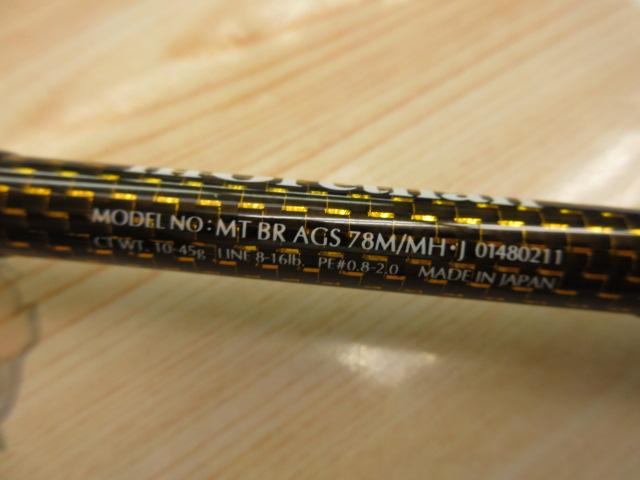 morethan
MODEL NO: MT BR AGS 78M/MH・J 01480211
CT WT. 10-45g LINE 8-16lb. PE#0.8-2.0 MADE IN JAPAN